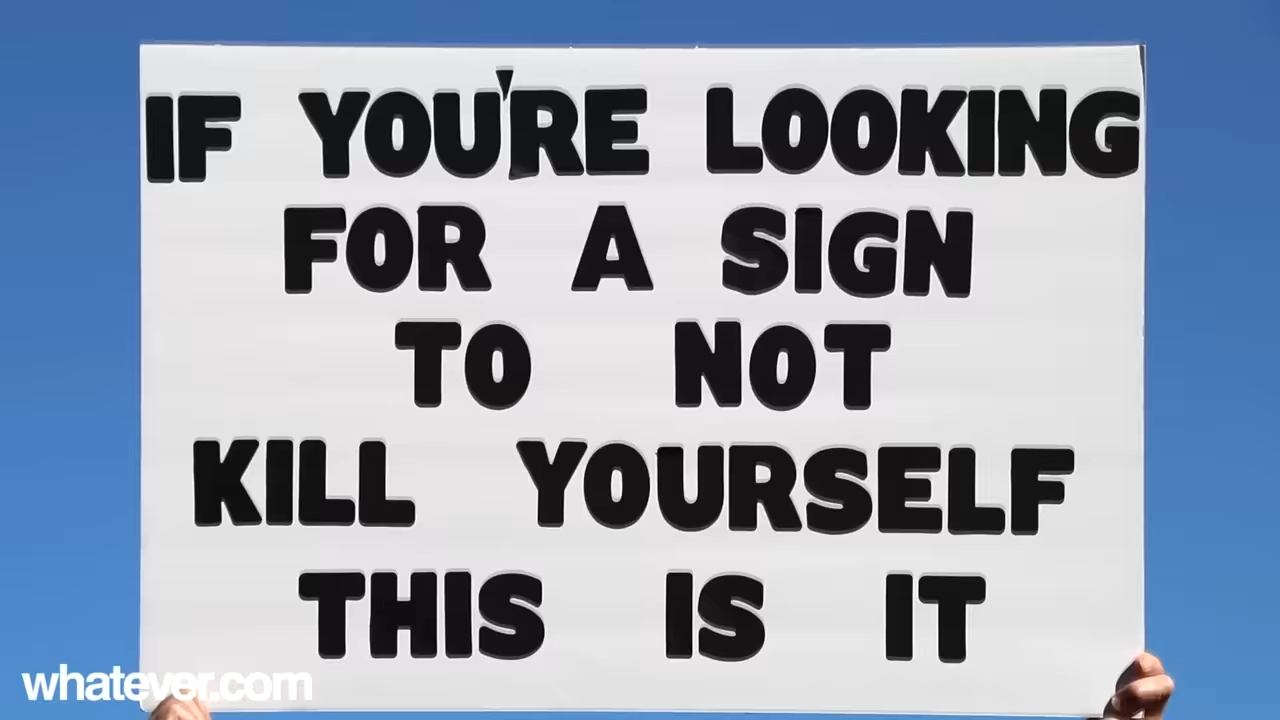 IF YOU'RE LOOKING
FOR A SIGN
TO NOT
KILL YOURSELF
THIS IS IT
whatever.com